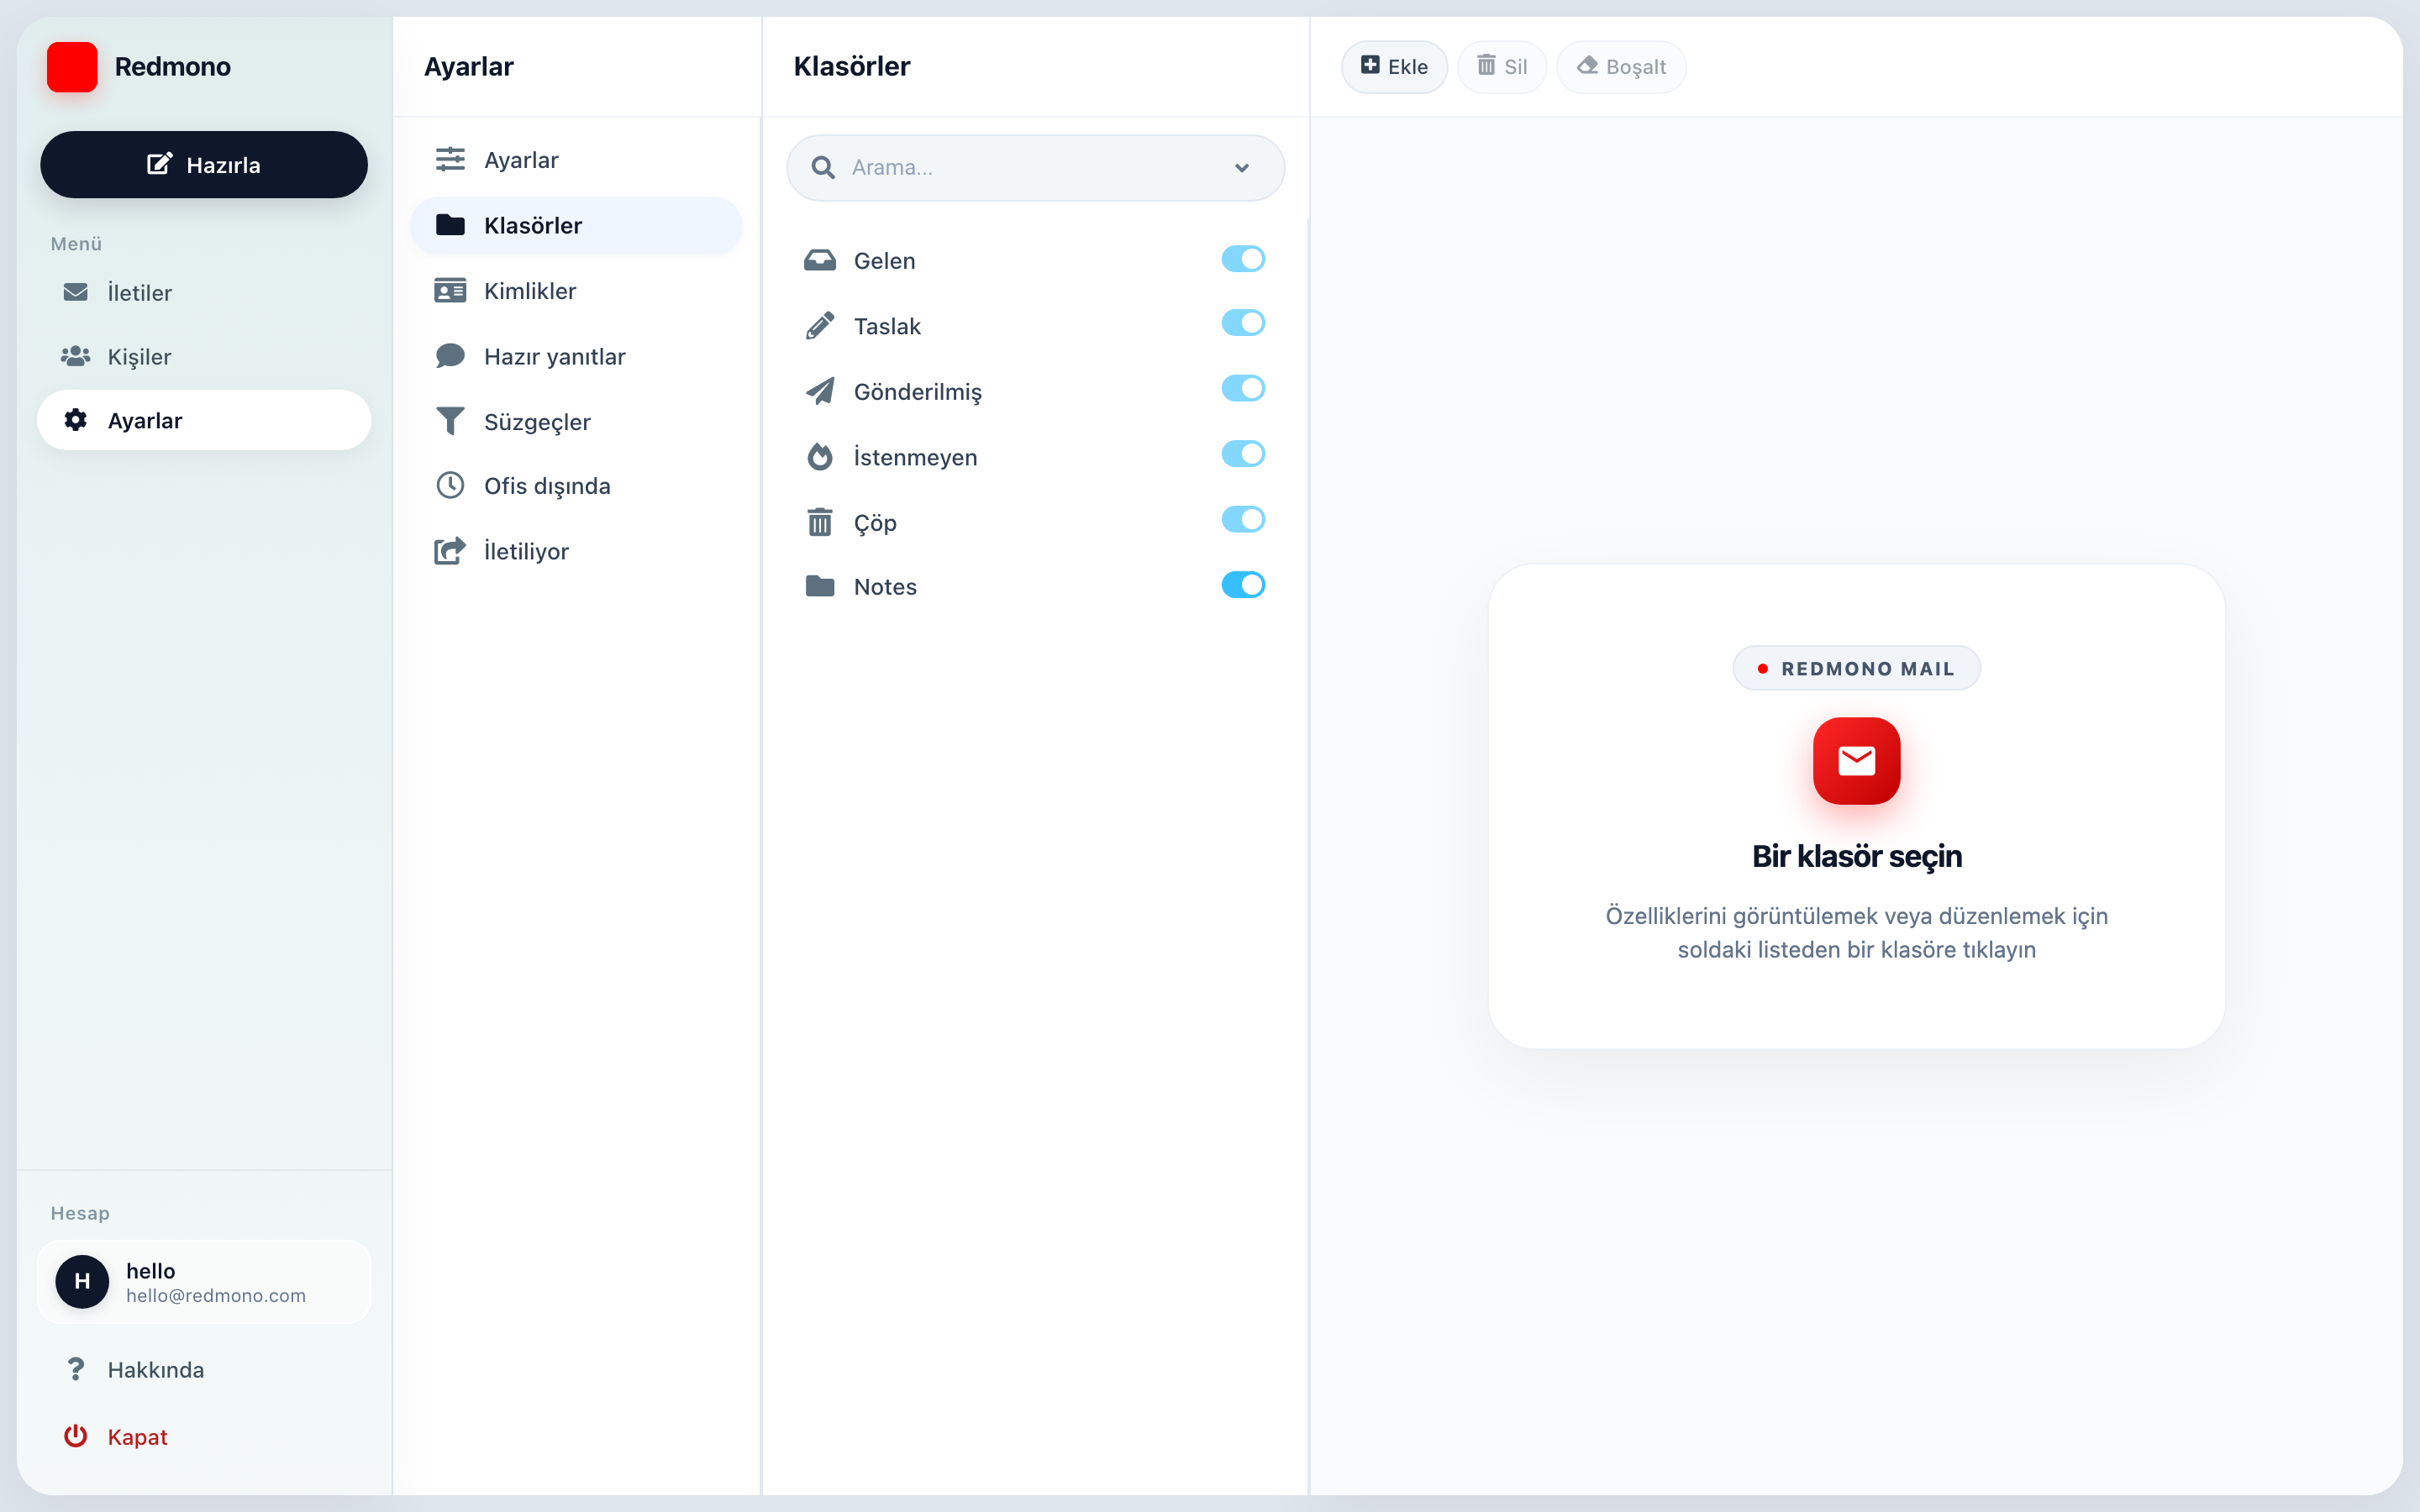 Redmono
Hazırla
Menü
İletiler
Kişiler
Ayarlar
Hesap
H
hello
hello@redmono.com
Hakkında
Kapat
Ayarlar
Ayarlar
Klasörler
Kimlikler
Hazır yanıtlar
Süzgeçler
Ofis dışında
İletiliyor
Klasörler
Arama...
Gelen
Taslak
Gönderilmiş
İstenmeyen
Çöp
Notes
Ekle
Sil
Boşalt
REDMONO MAIL
Bir klasör seçin
Özelliklerini görüntülemek veya düzenlemek için
soldaki listeden bir klasöre tıklayın